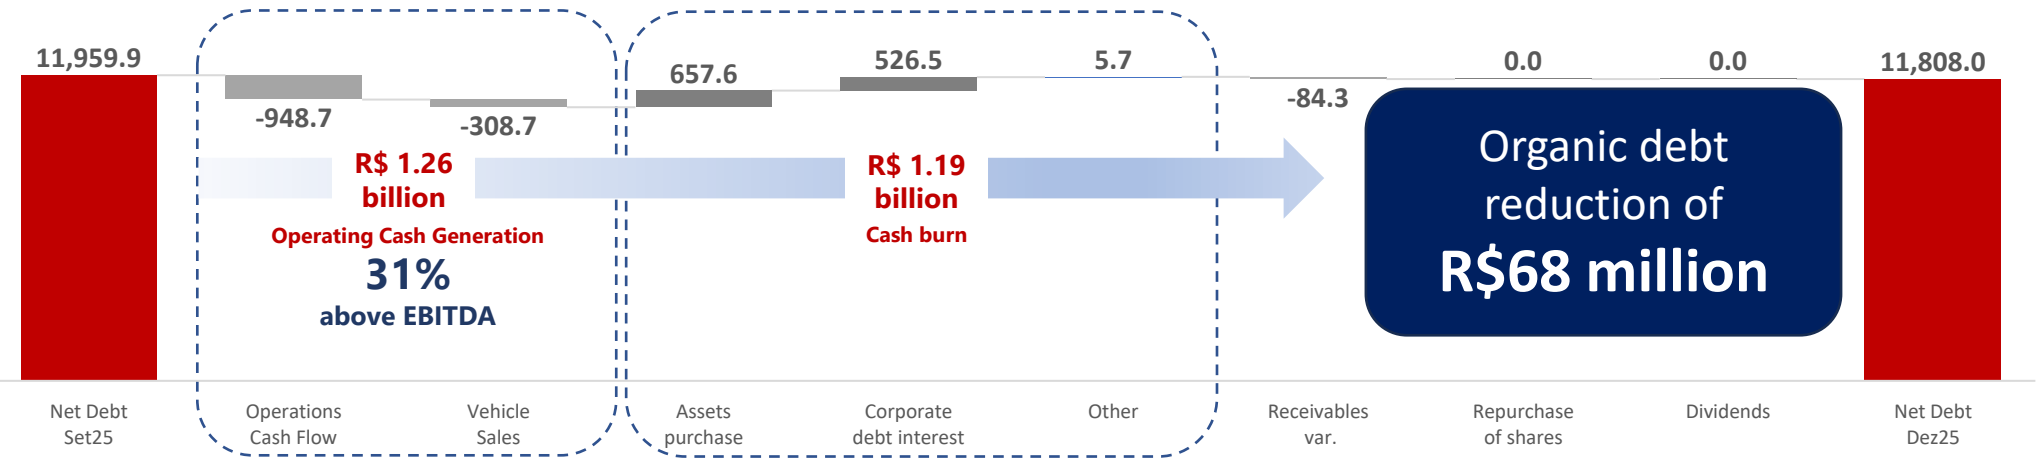 11,959.9
-948.7
-308.7
657.6
526.5
5.7
-84.3
0.0
0.0
11,808.0
R$ 1.26
billion
Operating Cash Generation
31%
above EBITDA
R$ 1.19
billion
Cash burn
Organic debt
reduction of
R$68 million
Net Debt
Set25
Operations
Cash Flow
Vehicle
Sales
Assets
purchase
Corporate
debt interest
Other
Receivables
var.
Repurchase
of shares
Dividends
Net Debt
Dez25